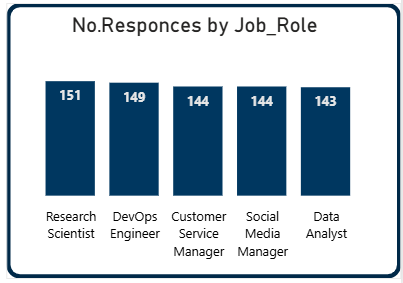 No.Responces by Job_Role
151
149
144
144
143
Research
Scientist
DevOps
Engineer
Customer
Service
Manager
Social
Media
Manager
Data
Analyst